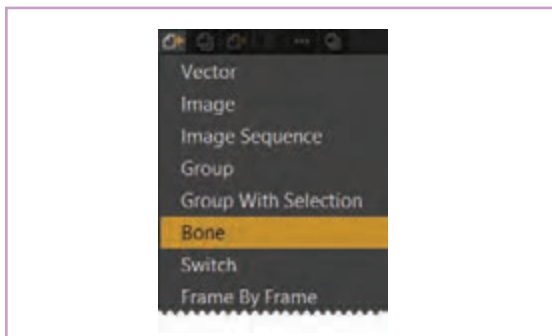 Vector
Image
Image Sequence
Group
Group With Selection
Bone
Switch
Frame By Frame